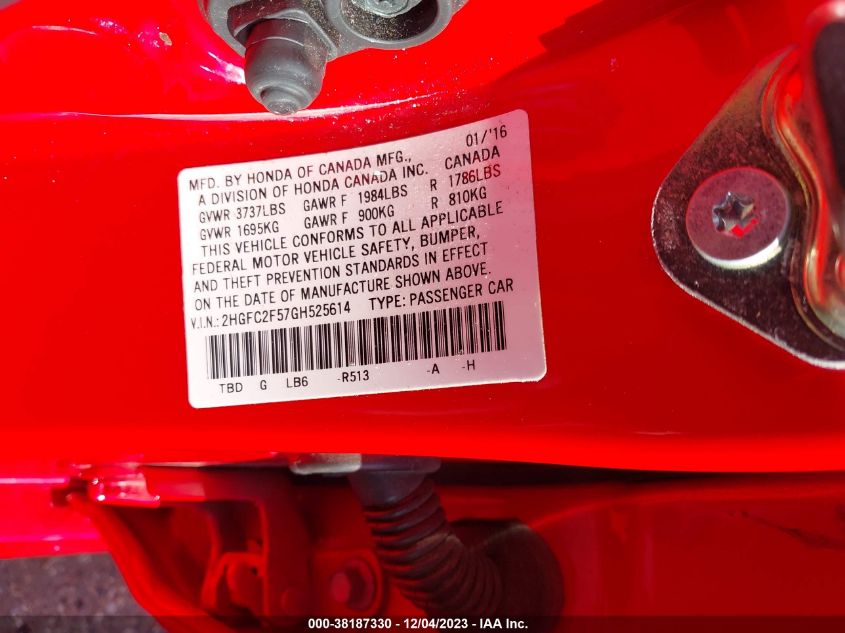 01/'16
MFD. BY HONDA OF CANADA MFG.,
A DIVISION OF HONDA CANADA INC. CANADA
GVWR 3737LBS GAWR F 1984LBS R 1786LBS
GVWR 1695KG GAWR F 900KG R 810KG
THIS VEHICLE CONFORMS TO ALL APPLICABLE
FEDERAL MOTOR VEHICLE SAFETY, BUMPER,
AND THEFT PREVENTION STANDARDS IN EFFECT
ON THE DATE OF MANUFACTURE SHOWN ABOVE.
V.I.N.: 2HGFC2F57GH525614 TYPE: PASSENGER CAR
TBD G LB6 -R513 -A -H
000-38187330 - 12/04/2023 - IAA Inc.